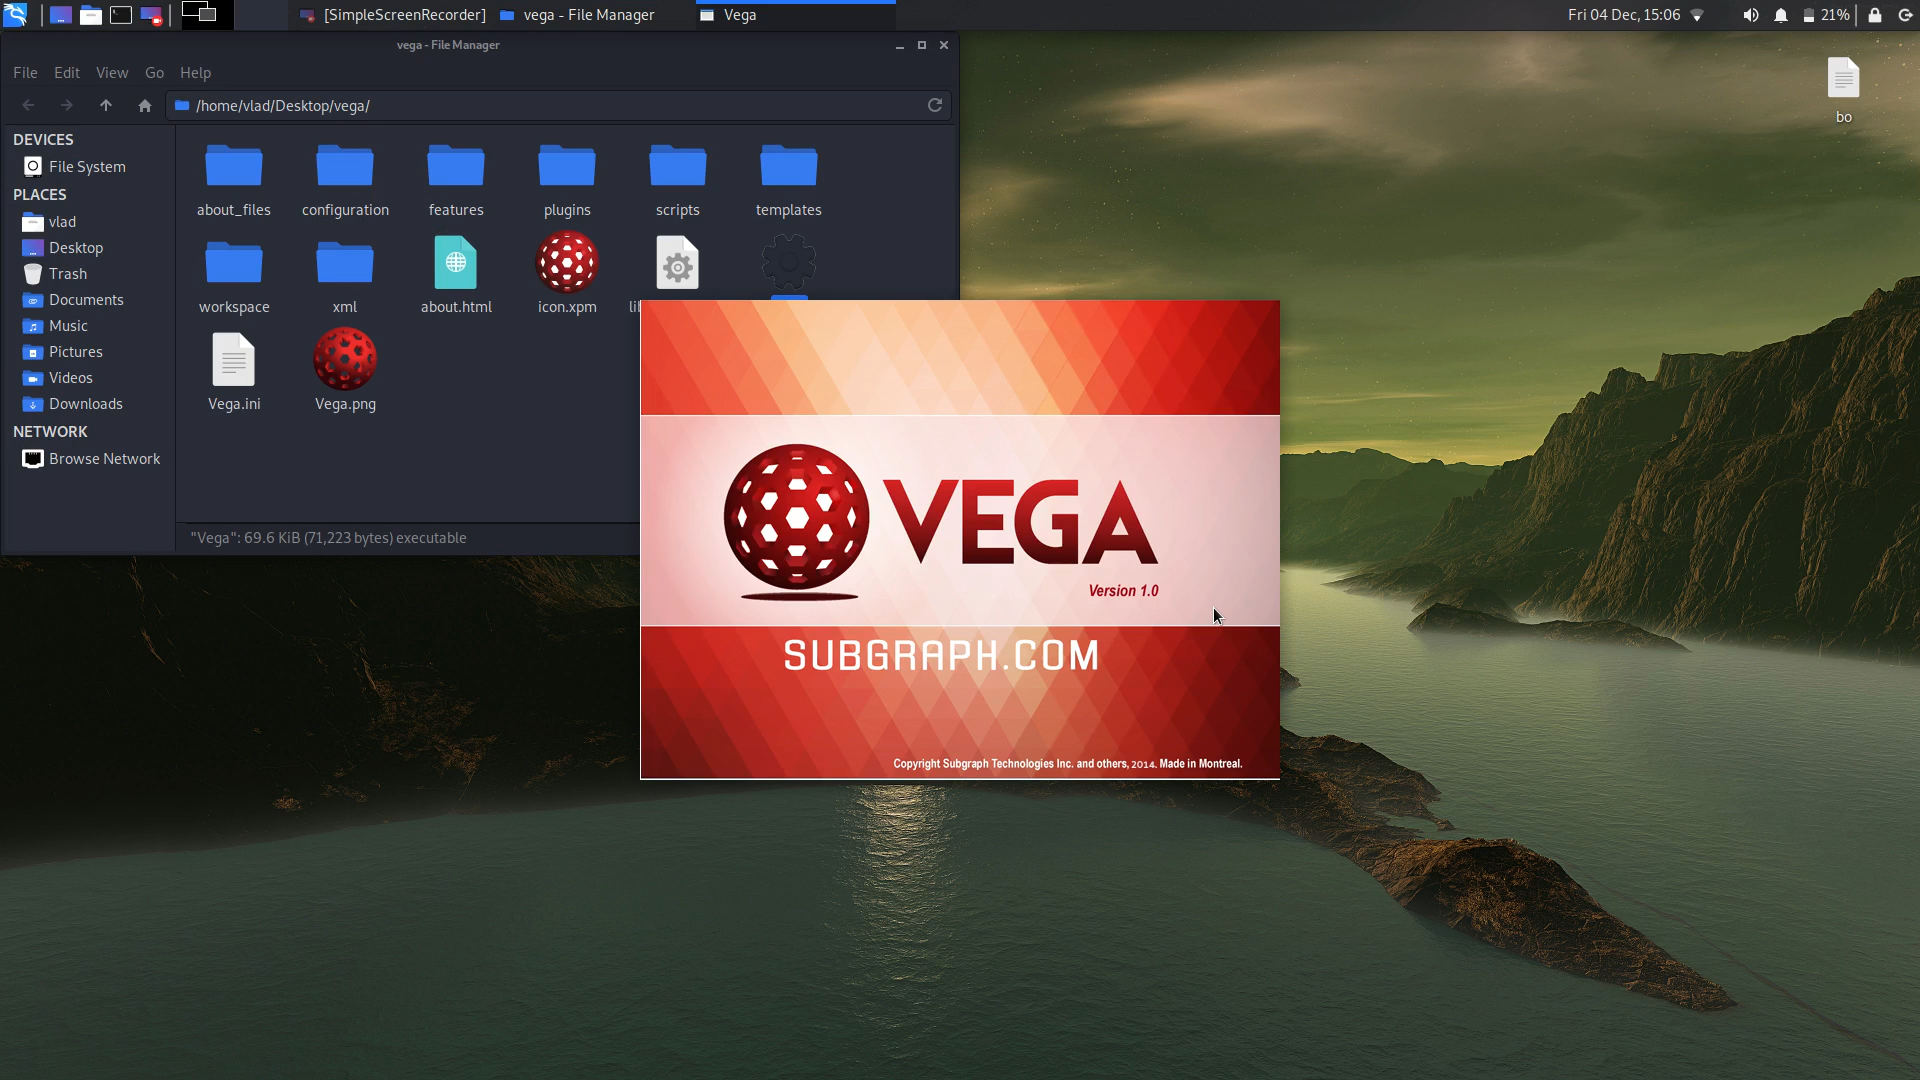 [SimpleScreenRecorder]
vega - File Manager
Vega
Fri 04 Dec, 15:06
21%
vega - File Manager
File Edit View Go Help
/home/vlad/Desktop/vega/
bo
DEVICES
File System
PLACES
vlad
Desktop
Trash
Documents
Music
Pictures
Videos
Downloads
NETWORK
Browse Network
about_files configuration features plugins scripts templates
workspace xml about.html icon.xpm
Vega.ini Vega.png
"Vega": 69.6 KiB (71,223 bytes) executable
VEGA
Version 1.0
SUBGRAPH.COM
Copyright Subgraph Technologies Inc. and others, 2014. Made in Montreal.